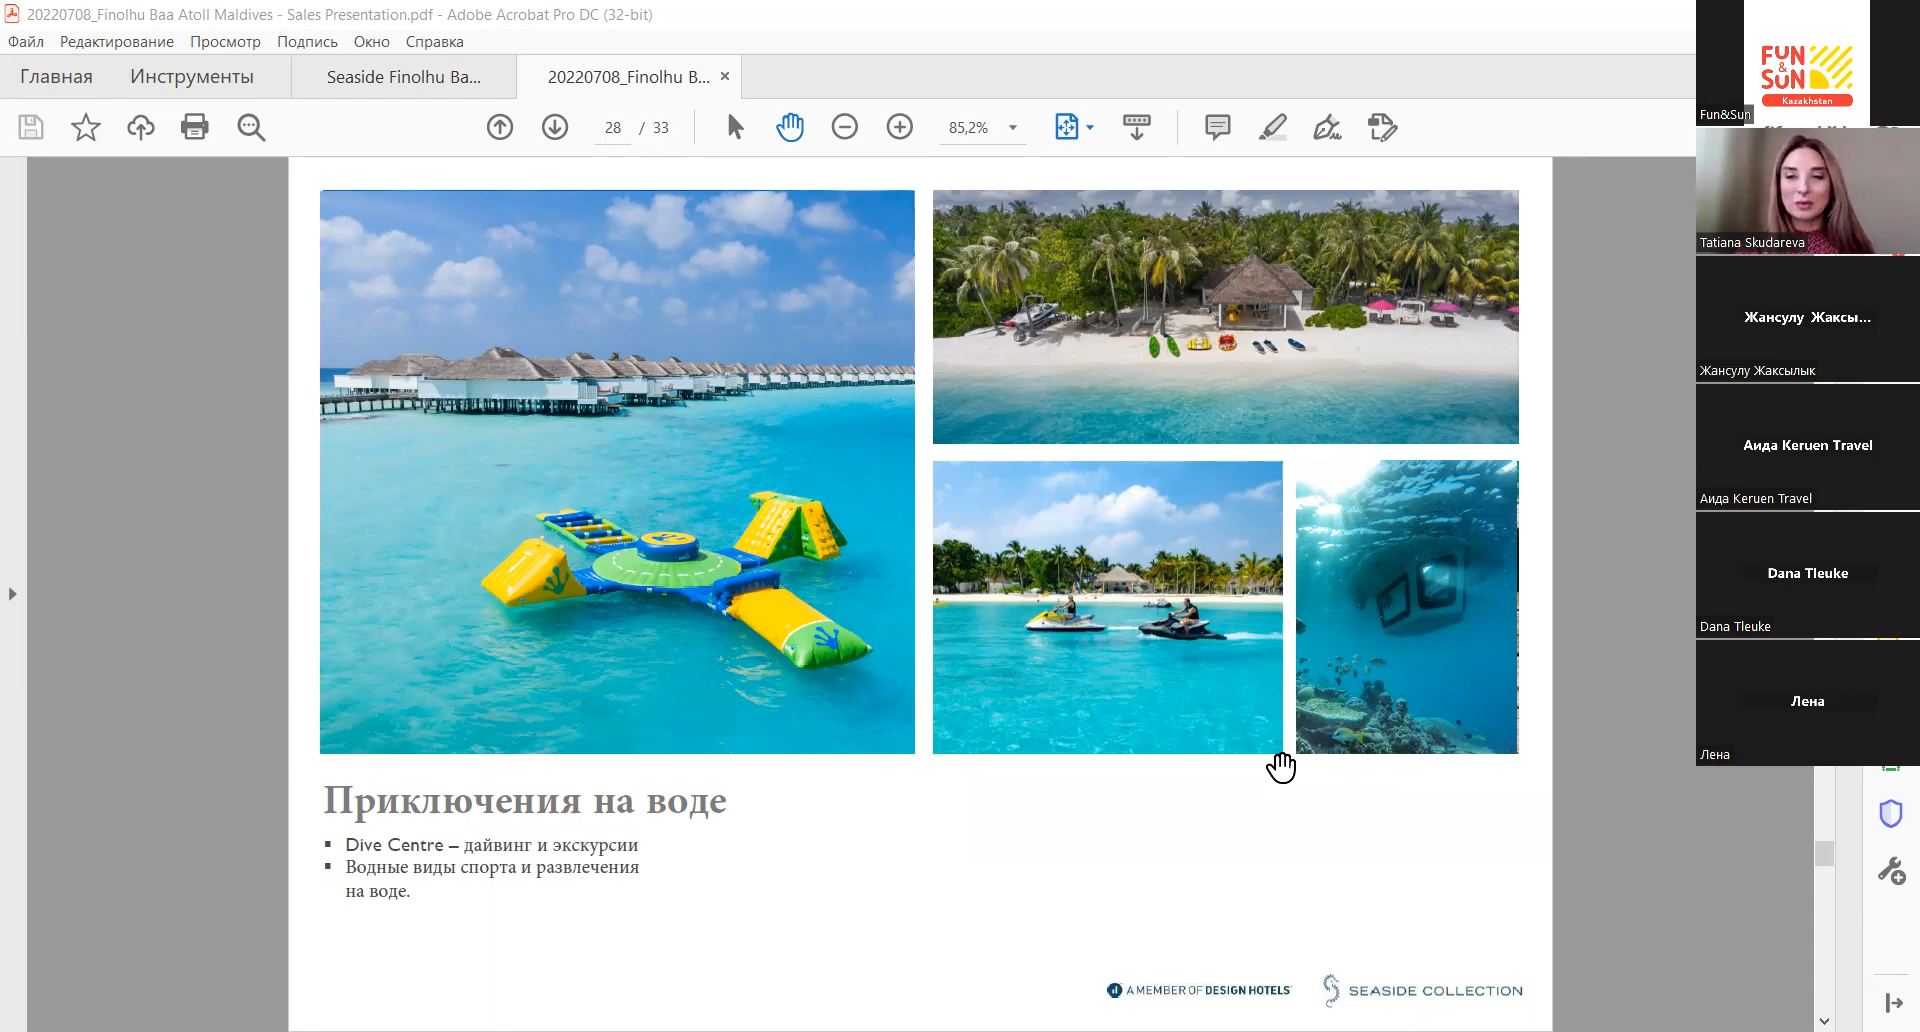 20220708_Finolhu Baa Atoll Maldives - Sales Presentation.pdf - Adobe Acrobat Pro DC (32-bit)
Файл Редактирование Просмотр Подпись Окно Справка
Главная Инструменты Seaside Finolhu Ba... 20220708_Finolhu B... ×
28 / 33 85,2%
FUN
&
SUN
Kazakhstan
Fun&Sun
Tatiana Skudareva
Жансулу Жаксы...
Жансулу Жаксылык
Аида Keruen Travel
Аида Keruen Travel
Dana Tleuke
Dana Tleuke
Лена
Лена
Приключения на воде
▪ Dive Centre – дайвинг и экскурсии
▪ Водные виды спорта и развлечения
на воде.
A MEMBER OF DESIGN HOTELS™
SEASIDE COLLECTION